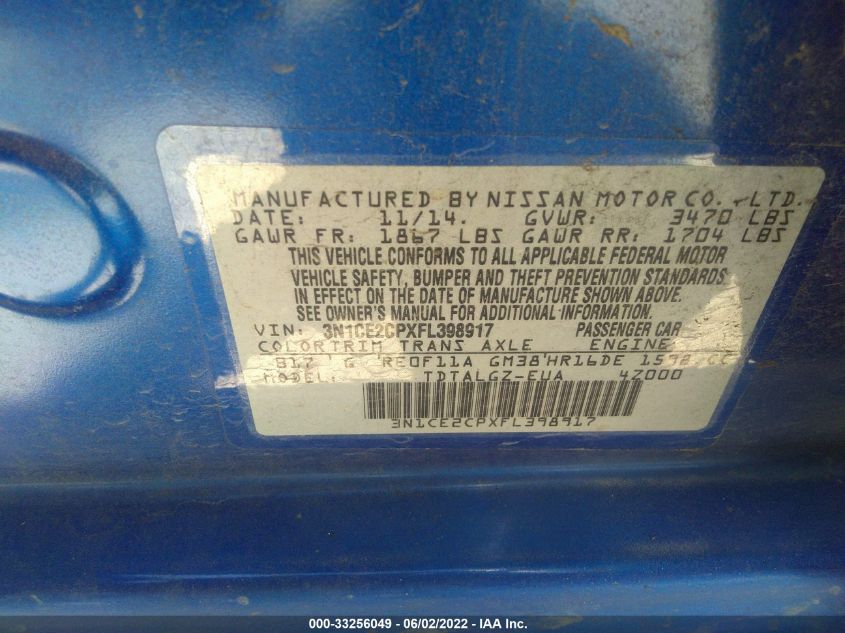 MANUFACTURED BY NISSAN MOTOR CO., LTD.
DATE: 11/14. GVWR: 3470 LBS
GAWR FR: 1867 LBS GAWR RR: 1704 LBS
THIS VEHICLE CONFORMS TO ALL APPLICABLE FEDERAL MOTOR
VEHICLE SAFETY, BUMPER AND THEFT PREVENTION STANDARDS
IN EFFECT ON THE DATE OF MANUFACTURE SHOWN ABOVE.
SEE OWNER'S MANUAL FOR ADDITIONAL INFORMATION.
VIN: 3N1CE2CPXFL398917 PASSENGER CAR
COLOR TRIM TRANS AXLE ENGINE
B17 G RE0F11A GM38 HR16DE 1598 CC
MODEL: TDTALGZ-EUA 4Z000
3N1CE2CPXFL398917
000-33256049 - 06/02/2022 - IAA Inc.